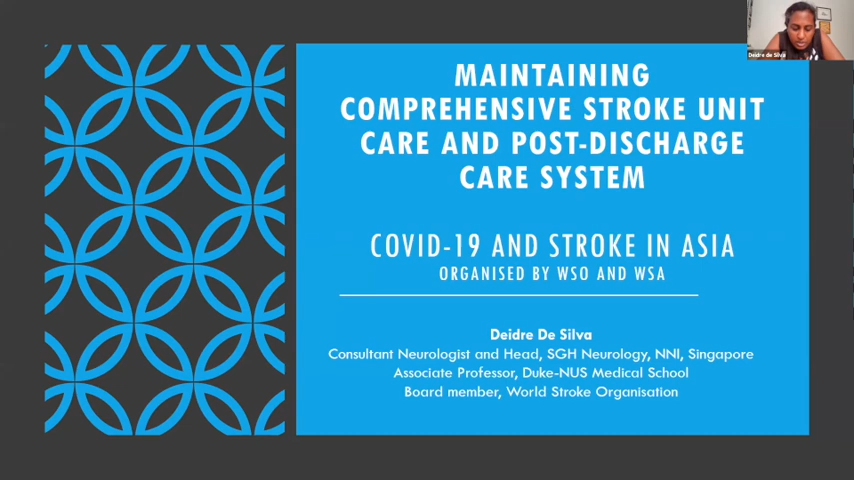 Deidre de Silva
MAINTAINING
COMPREHENSIVE STROKE UNIT
CARE AND POST-DISCHARGE
CARE SYSTEM
COVID-19 AND STROKE IN ASIA
ORGANISED BY WSO AND WSA
Deidre De Silva
Consultant Neurologist and Head, SGH Neurology, NNI, Singapore
Associate Professor, Duke-NUS Medical School
Board member, World Stroke Organisation